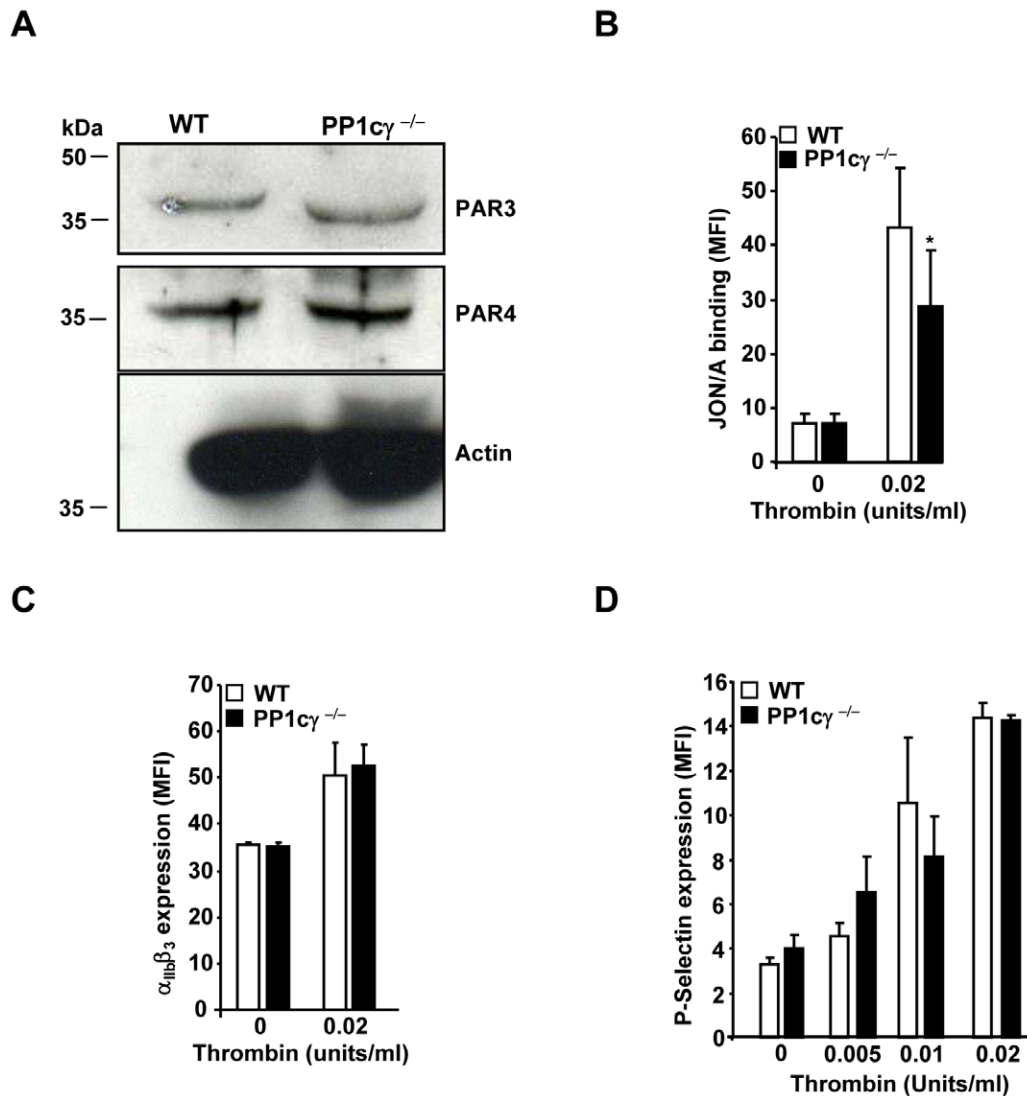 A
kDa
WT PP1cγ –/–
50
35
PAR3
35
PAR4
Actin
35
B
WT
PP1cγ –/–
60
50
40
30
20
10
0
*
JON/A binding (MFI)
0 0.02
Thrombin (units/ml)
C
WT
PP1cγ –/–
70
60
50
40
30
20
10
0
αIIbβ3 expression (MFI)
0 0.02
Thrombin (units/ml)
D
WT
PP1cγ –/–
16
14
12
10
8
6
4
2
0
P-Selectin expression (MFI)
0 0.005 0.01 0.02
Thrombin (Units/ml)